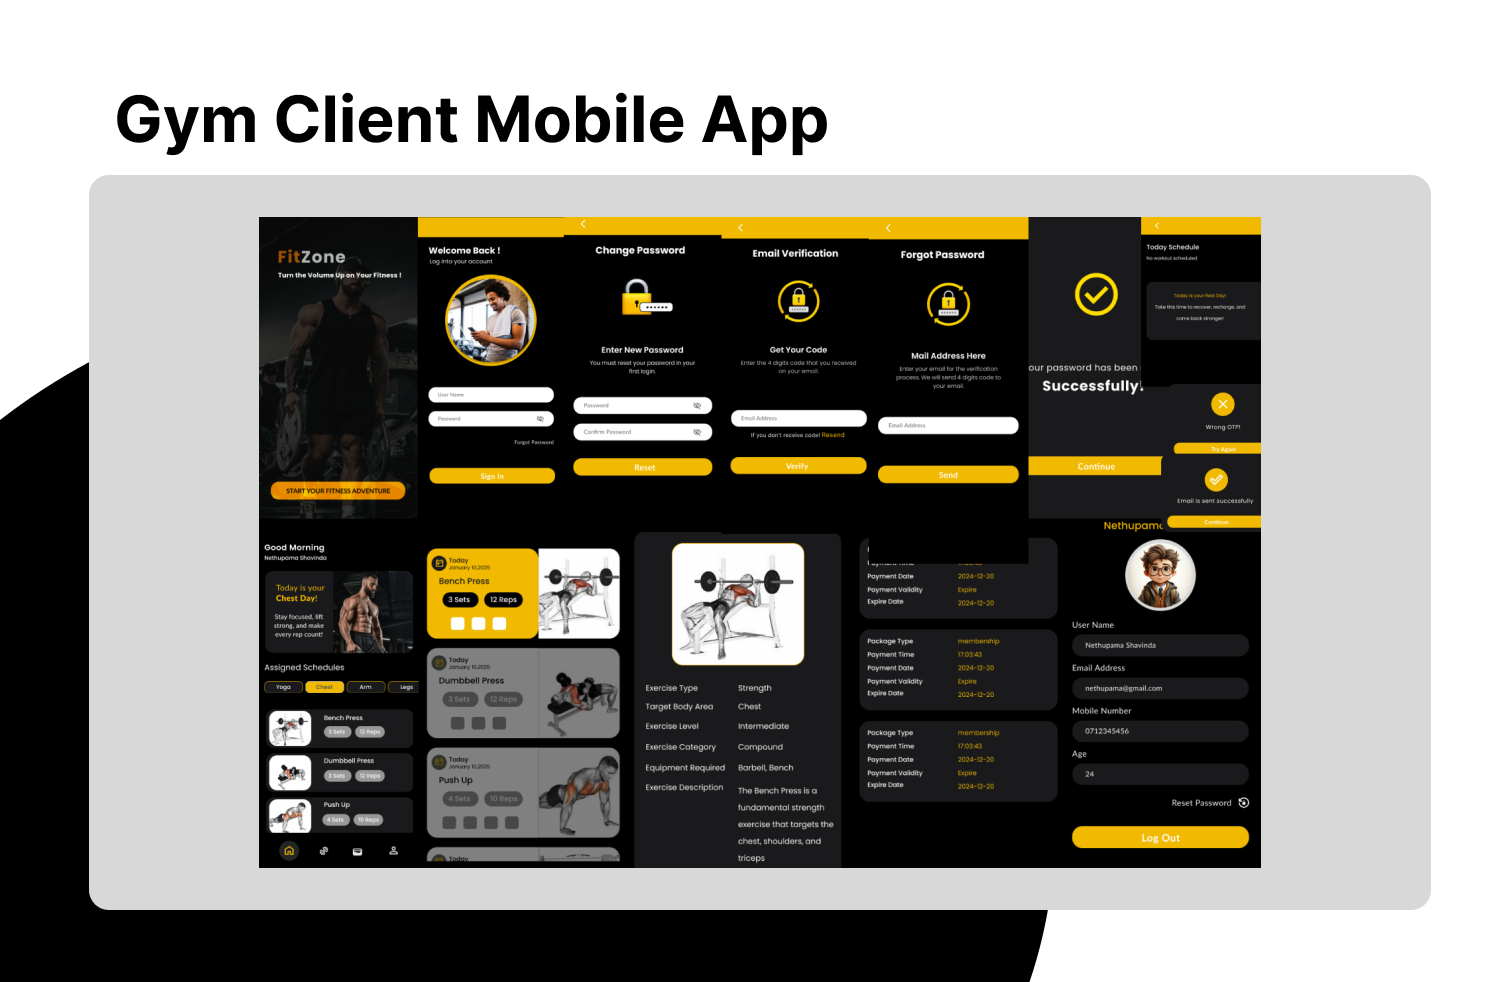 Gym Client Mobile App
FitZone
Turn the Volume Up on Your Fitness !
START YOUR FITNESS ADVENTURE
Welcome Back !
Log into your account
User Name
Password
Forgot Password
Sign In
Change Password
Enter New Password
You must reset your password in your
first login.
Password
Confirm Password
Reset
Email Verification
Get Your Code
Enter the 4 digits code that you received
on your email.
Email Address
If you don't receive code! Resend
Verify
Forgot Password
Mail Address Here
Enter your email for the verification
process. We will send 4 digits code to
your email.
Email Address
Send
our password has been
Successfully!
Continue
Today Schedule
No workout scheduled
Today is your Rest Day!
Take this time to recover, recharge, and
come back stronger!
Wrong OTP!
Try Again
Email is sent successfully
Continue
Good Morning
Nethupama Shavinda
Today is your
Chest Day!
Stay focused, lift
strong, and make
every rep count!
Assigned Schedules
Yoga Chest Arm Legs
Bench Press
3 Sets 12 Reps
Dumbbell Press
3 Sets 12 Reps
Push Up
4 Sets 10 Reps
Today
January 10,2025
Bench Press
3 Sets 12 Reps
Today
January 10,2025
Dumbbell Press
3 Sets 12 Reps
Today
January 10,2025
Push Up
4 Sets 10 Reps
Today
Exercise Type Strength
Target Body Area Chest
Exercise Level Intermediate
Exercise Category Compound
Equipment Required Barbell, Bench
Exercise Description The Bench Press is a
fundamental strength
exercise that targets the
chest, shoulders, and
triceps
Payment Date 2024-12-20
Payment Validity Expire
Expire Date 2024-12-20
Package Type membership
Payment Time 17:03:43
Payment Date 2024-12-20
Payment Validity Expire
Expire Date 2024-12-20
Package Type membership
Payment Time 17:03:43
Payment Date 2024-12-20
Payment Validity Expire
Expire Date 2024-12-20
Nethupama
User Name
Nethupama Shavinda
Email Address
nethupama@gmail.com
Mobile Number
0712345456
Age
24
Reset Password
Log Out